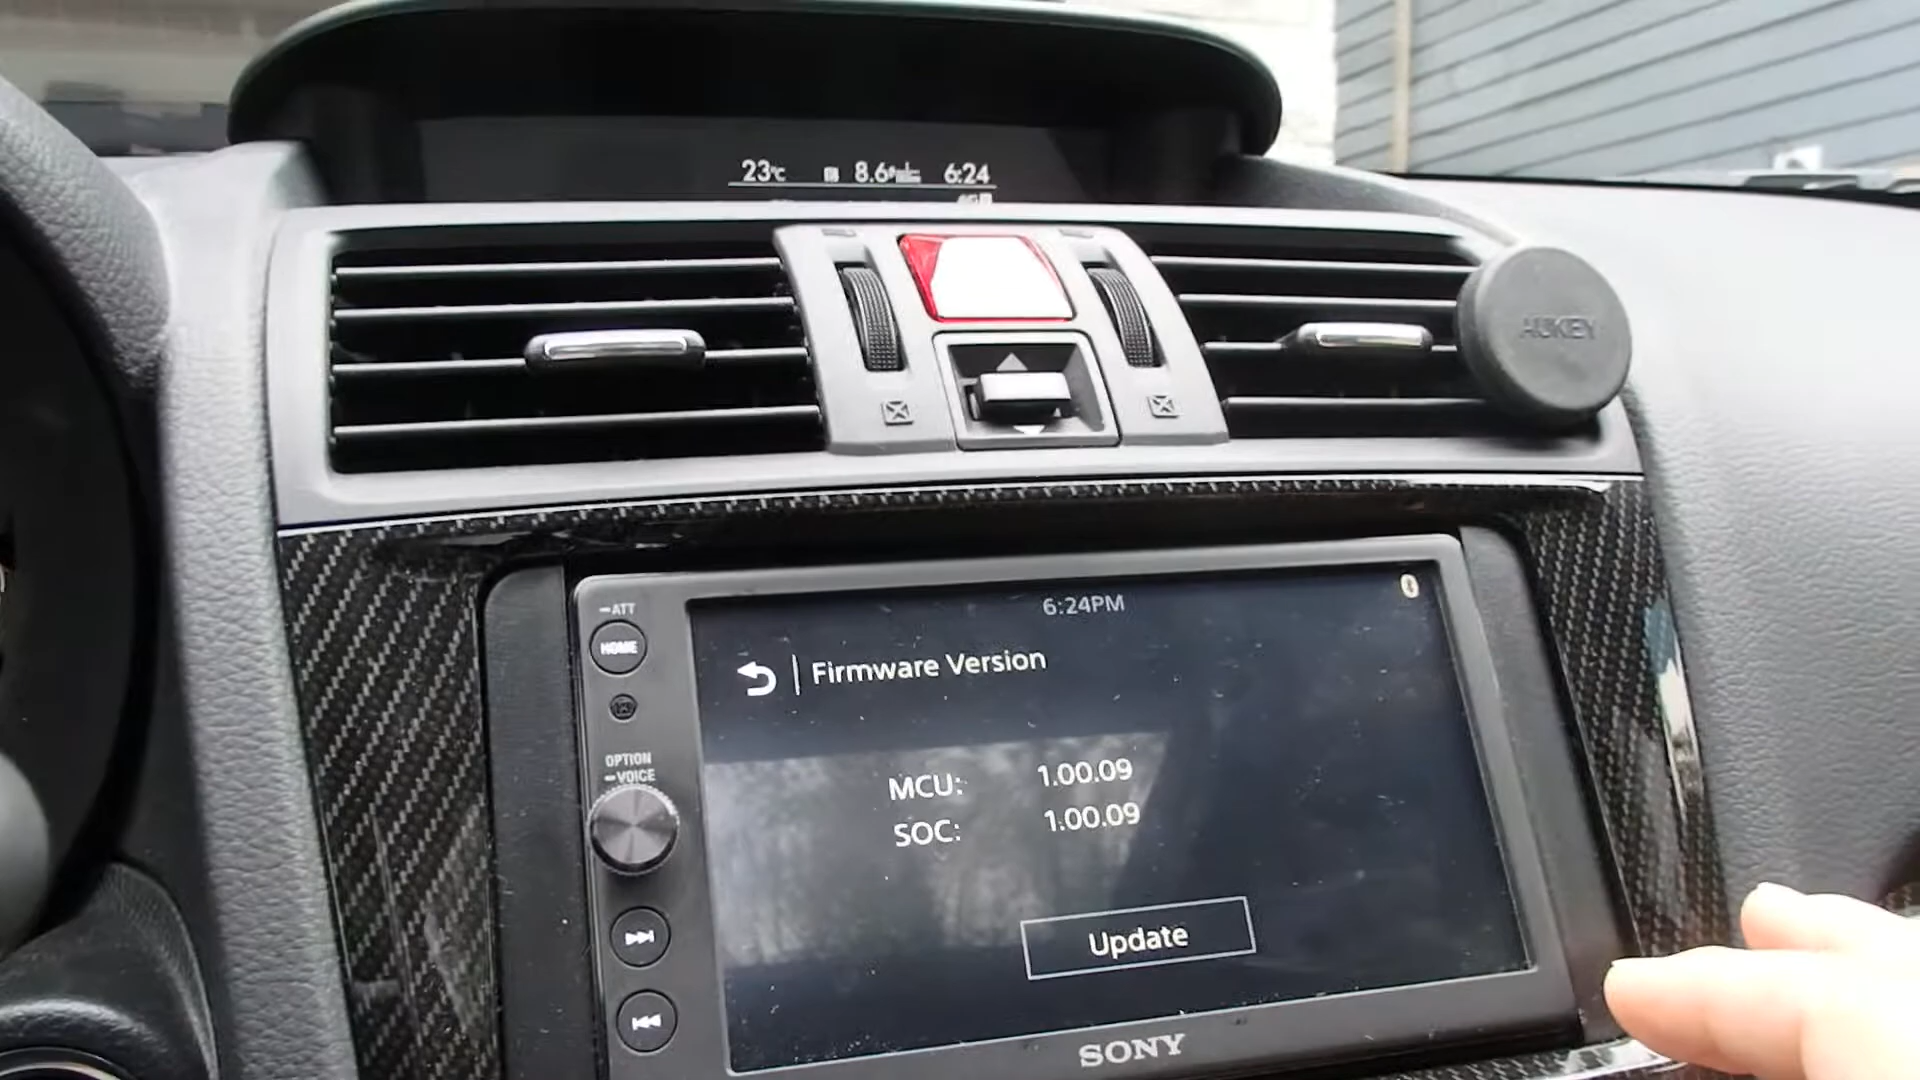 23°C 8.6 6:24
AUKEY
ATT
6:24PM
HOME
Firmware Version
OPTION
VOICE
MCU: 1.00.09
SOC: 1.00.09
Update
SONY